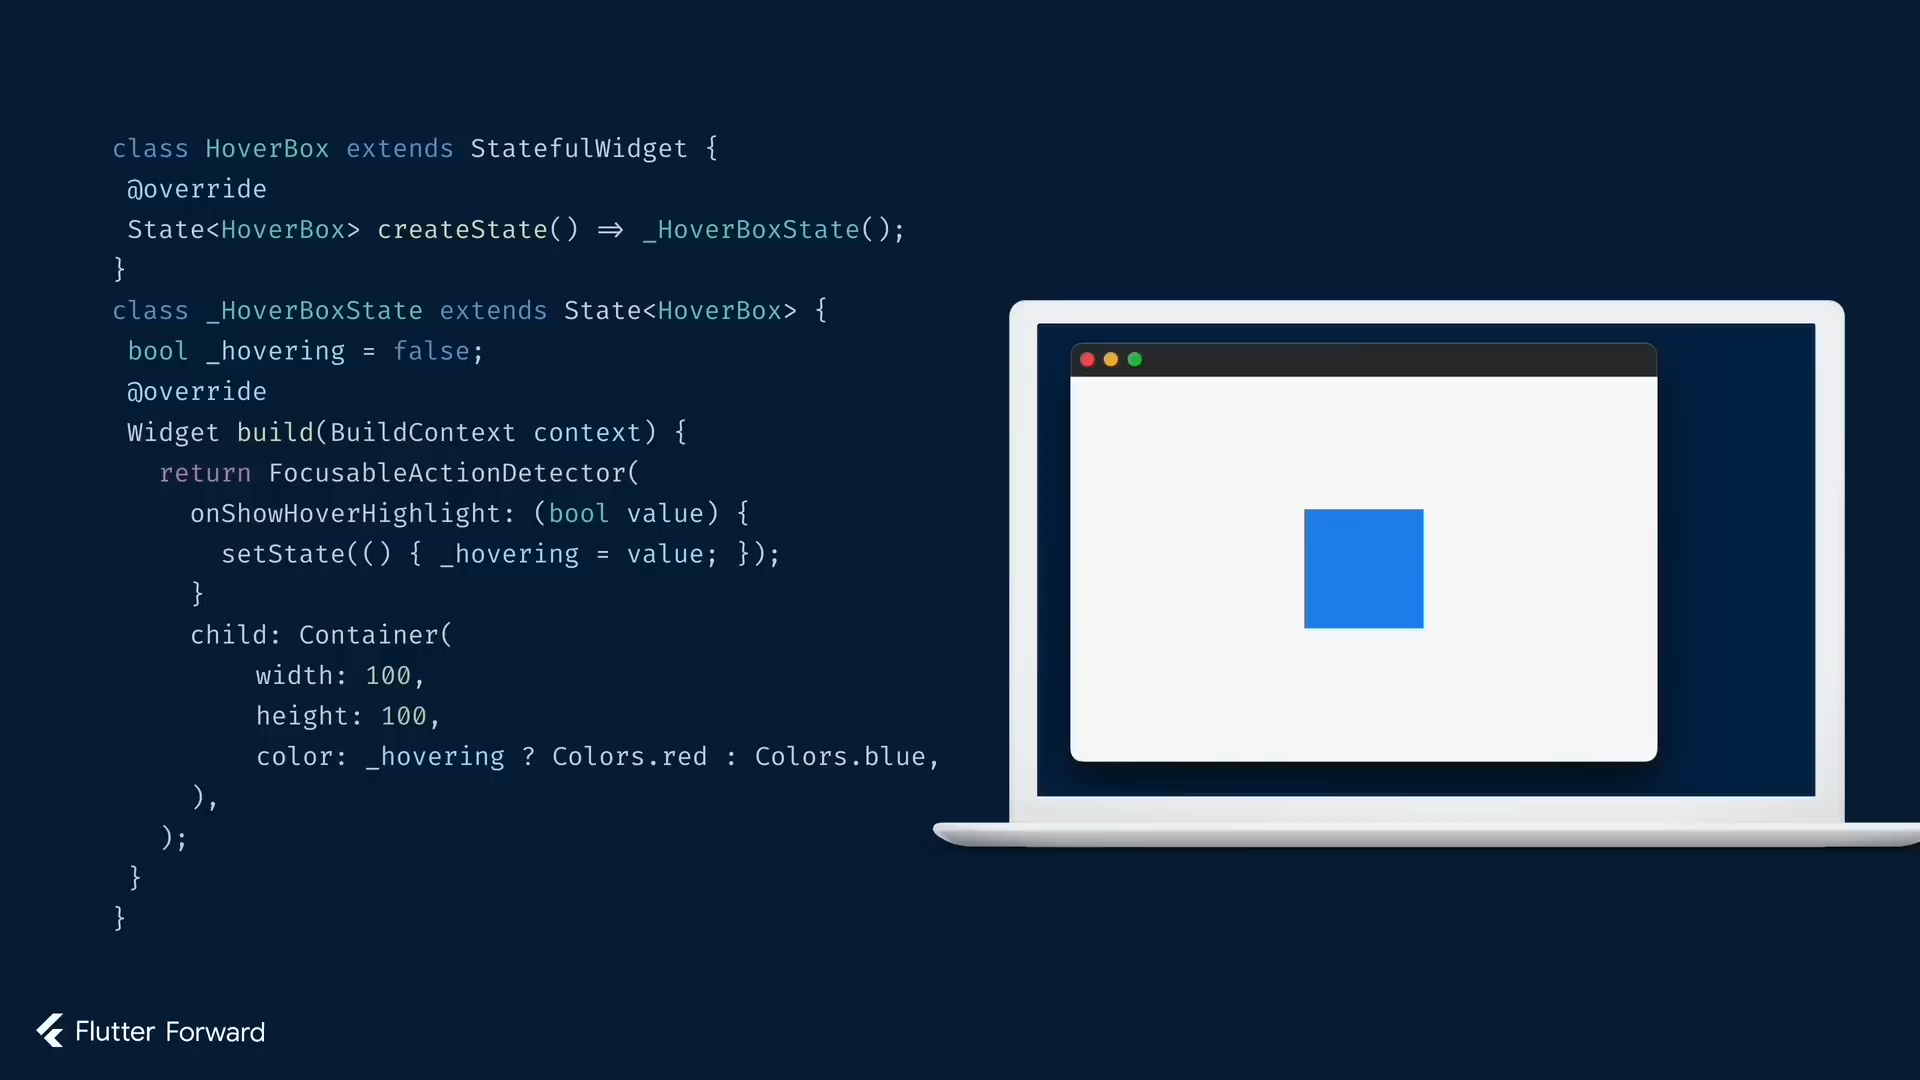 class HoverBox extends StatefulWidget {
@override
State<HoverBox> createState() => _HoverBoxState();
}
class _HoverBoxState extends State<HoverBox> {
bool _hovering = false;
@override
Widget build(BuildContext context) {
return FocusableActionDetector(
onShowHoverHighlight: (bool value) {
setState(() { _hovering = value; });
}
child: Container(
width: 100,
height: 100,
color: _hovering ? Colors.red : Colors.blue,
),
);
}
}
Flutter Forward